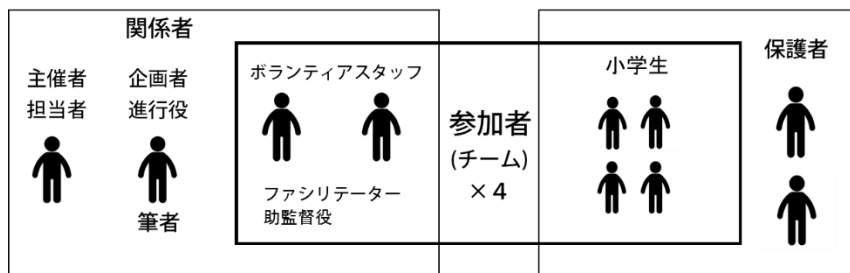 関係者
主催者
担当者
企画者
進行役
筆者
ボランティアスタッフ
ファシリテーター
助監督役
参加者
(チーム)
×４
小学生
保護者